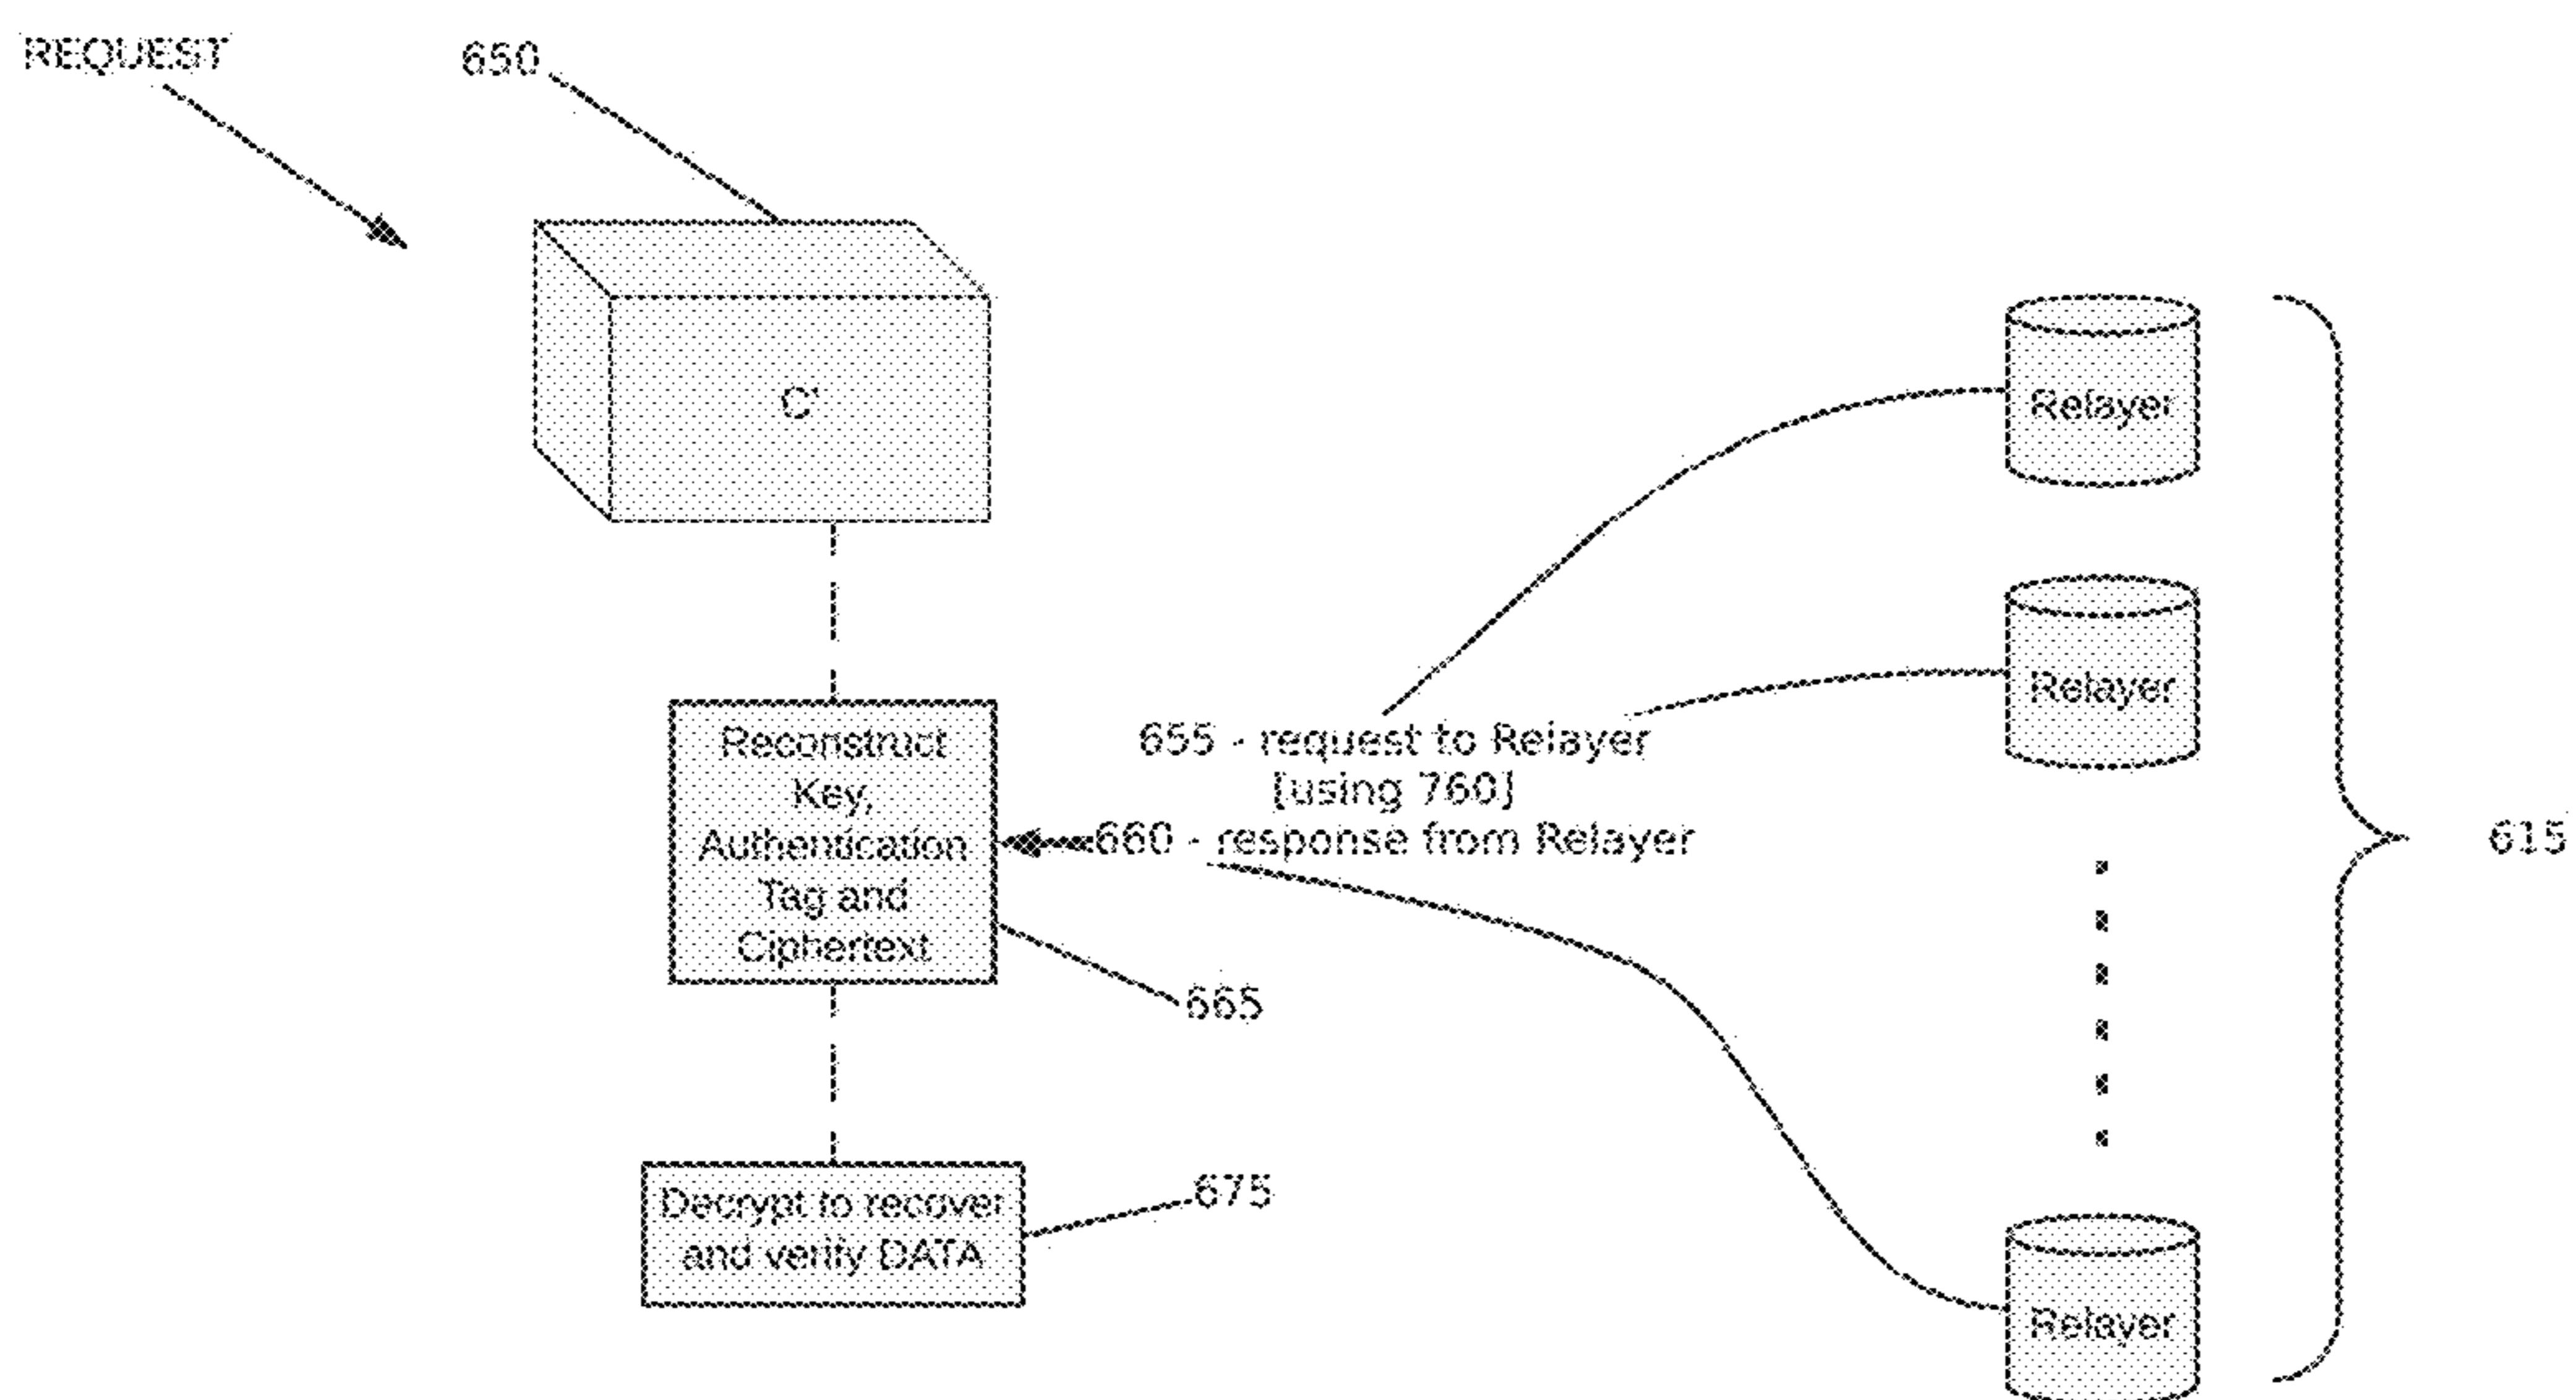 REQUEST
650
C'
Relayer
Relayer
655 - request to Relayer
[using 760]
660 - response from Relayer
615
Reconstruct
Key,
Authentication
Tag and
Ciphertext
665
675
Decrypt to recover
and verify DATA
Relayer